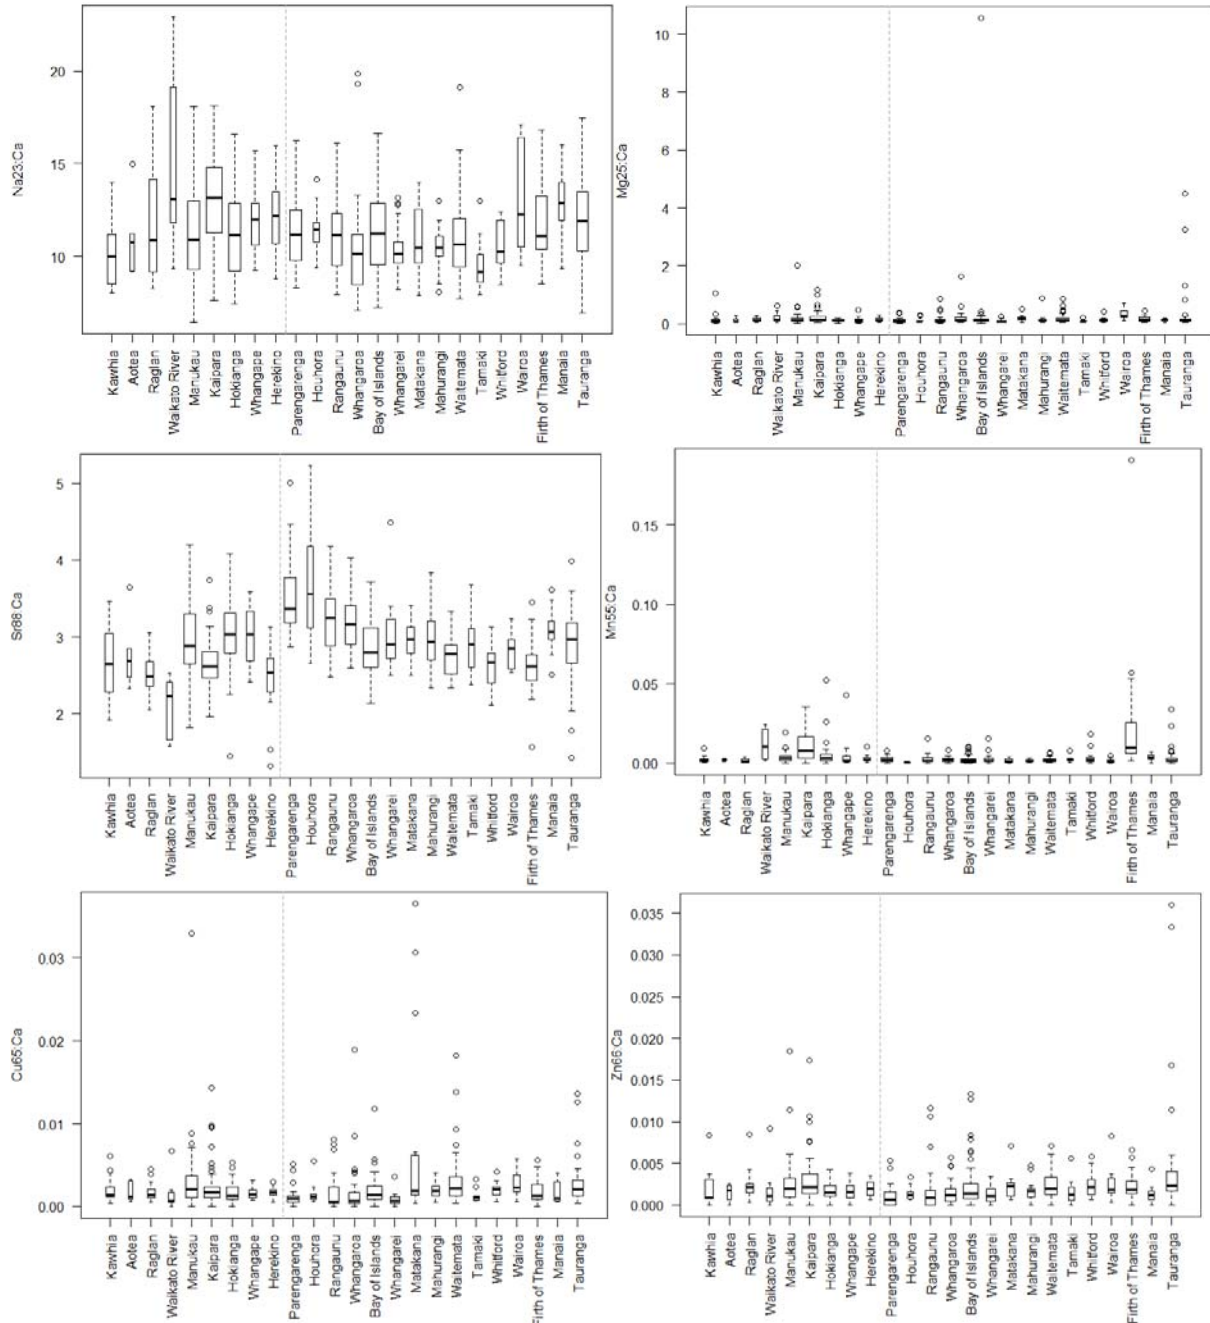 Na23:Ca
20
15
10
Kawhia
Aotea
Raglan
Waikato River
Manukau
Kaipara
Hokianga
Whangape
Herekino
Parengarenga
Houhora
Rangaunu
Whangaroa
Bay of Islands
Whangarei
Matakana
Mahurangi
Waitemata
Tamaki
Whitford
Wairoa
Firth of Thames
Manaia
Tauranga
Mg25:Ca
10
8
6
4
2
0
Kawhia
Aotea
Raglan
Waikato River
Manukau
Kaipara
Hokianga
Whangape
Herekino
Parengarenga
Houhora
Rangaunu
Whangaroa
Bay of Islands
Whangarei
Matakana
Mahurangi
Waitemata
Tamaki
Whitford
Wairoa
Firth of Thames
Manaia
Tauranga
Sr88:Ca
5
4
3
2
Kawhia
Aotea
Raglan
Waikato River
Manukau
Kaipara
Hokianga
Whangape
Herekino
Parengarenga
Houhora
Rangaunu
Whangaroa
Bay of Islands
Whangarei
Matakana
Mahurangi
Waitemata
Tamaki
Whitford
Wairoa
Firth of Thames
Manaia
Tauranga
Mn55:Ca
0.15
0.10
0.05
0.00
Kawhia
Aotea
Raglan
Waikato River
Manukau
Kaipara
Hokianga
Whangape
Herekino
Parengarenga
Houhora
Rangaunu
Whangaroa
Bay of Islands
Whangarei
Matakana
Mahurangi
Waitemata
Tamaki
Whitford
Wairoa
Firth of Thames
Manaia
Tauranga
Cu65:Ca
0.03
0.02
0.01
0.00
Kawhia
Aotea
Raglan
Waikato River
Manukau
Kaipara
Hokianga
Whangape
Herekino
Parengarenga
Houhora
Rangaunu
Whangaroa
Bay of Islands
Whangarei
Matakana
Mahurangi
Waitemata
Tamaki
Whitford
Wairoa
Firth of Thames
Manaia
Tauranga
Zn66:Ca
0.035
0.030
0.025
0.020
0.015
0.010
0.005
0.000
Kawhia
Aotea
Raglan
Waikato River
Manukau
Kaipara
Hokianga
Whangape
Herekino
Parengarenga
Houhora
Rangaunu
Whangaroa
Bay of Islands
Whangarei
Matakana
Mahurangi
Waitemata
Tamaki
Whitford
Wairoa
Firth of Thames
Manaia
Tauranga